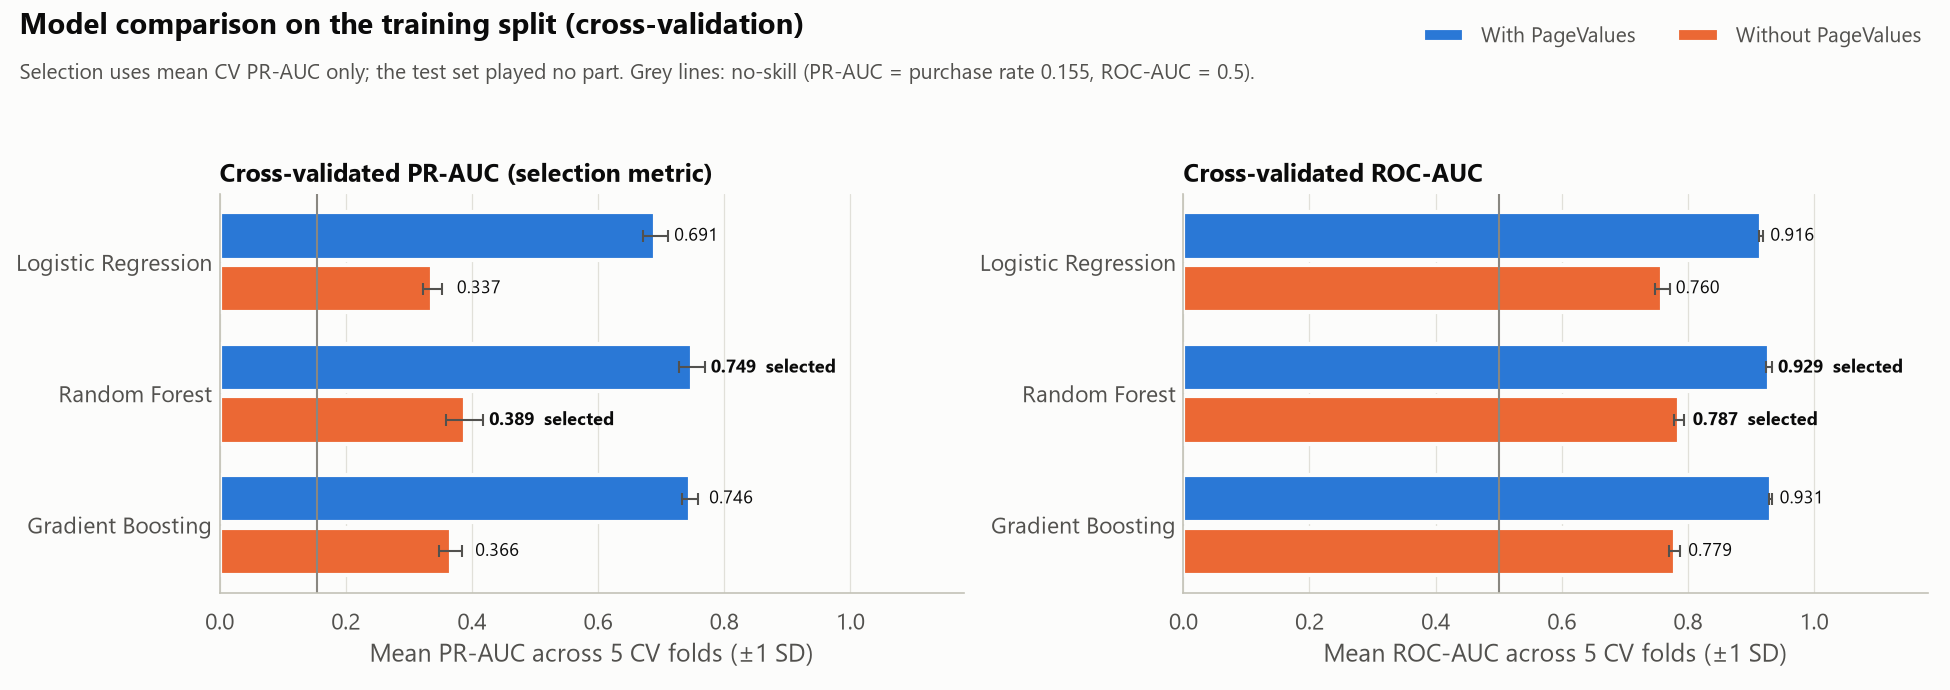 Model comparison on the training split (cross-validation)
With PageValues
Without PageValues
Selection uses mean CV PR-AUC only; the test set played no part. Grey lines: no-skill (PR-AUC = purchase rate 0.155, ROC-AUC = 0.5).
Cross-validated PR-AUC (selection metric)
Logistic Regression
0.691
0.337
Random Forest
0.749 selected
0.389 selected
Gradient Boosting
0.746
0.366
0.0 0.2 0.4 0.6 0.8 1.0
Mean PR-AUC across 5 CV folds (±1 SD)
Cross-validated ROC-AUC
Logistic Regression
0.916
0.760
Random Forest
0.929 selected
0.787 selected
Gradient Boosting
0.931
0.779
0.0 0.2 0.4 0.6 0.8 1.0
Mean ROC-AUC across 5 CV folds (±1 SD)